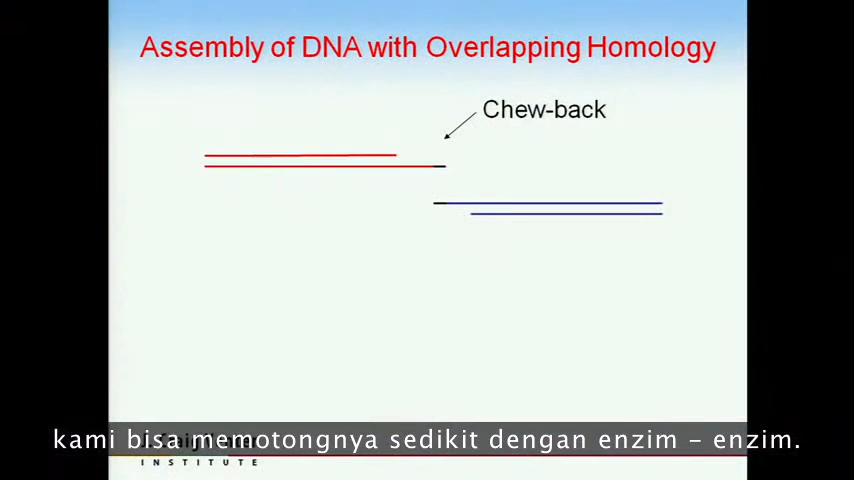 Assembly of DNA with Overlapping Homology
Chew-back
kami bisa memotongnya sedikit dengan enzim - enzim.
INSTITUTE